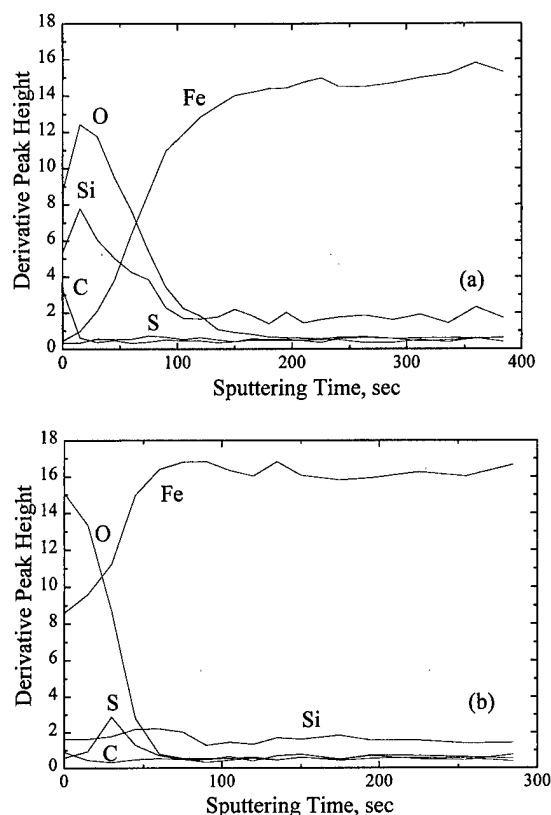 18
16
14
12
10
8
6
4
2
0
Derivative Peak Height
O
Fe
Si
C
S
(a)
0 100 200 300 400
Sputtering Time, sec
18
16
14
12
10
8
6
4
2
0
Derivative Peak Height
O
Fe
S
C
Si
(b)
0 100 200 300
Sputtering Time, sec